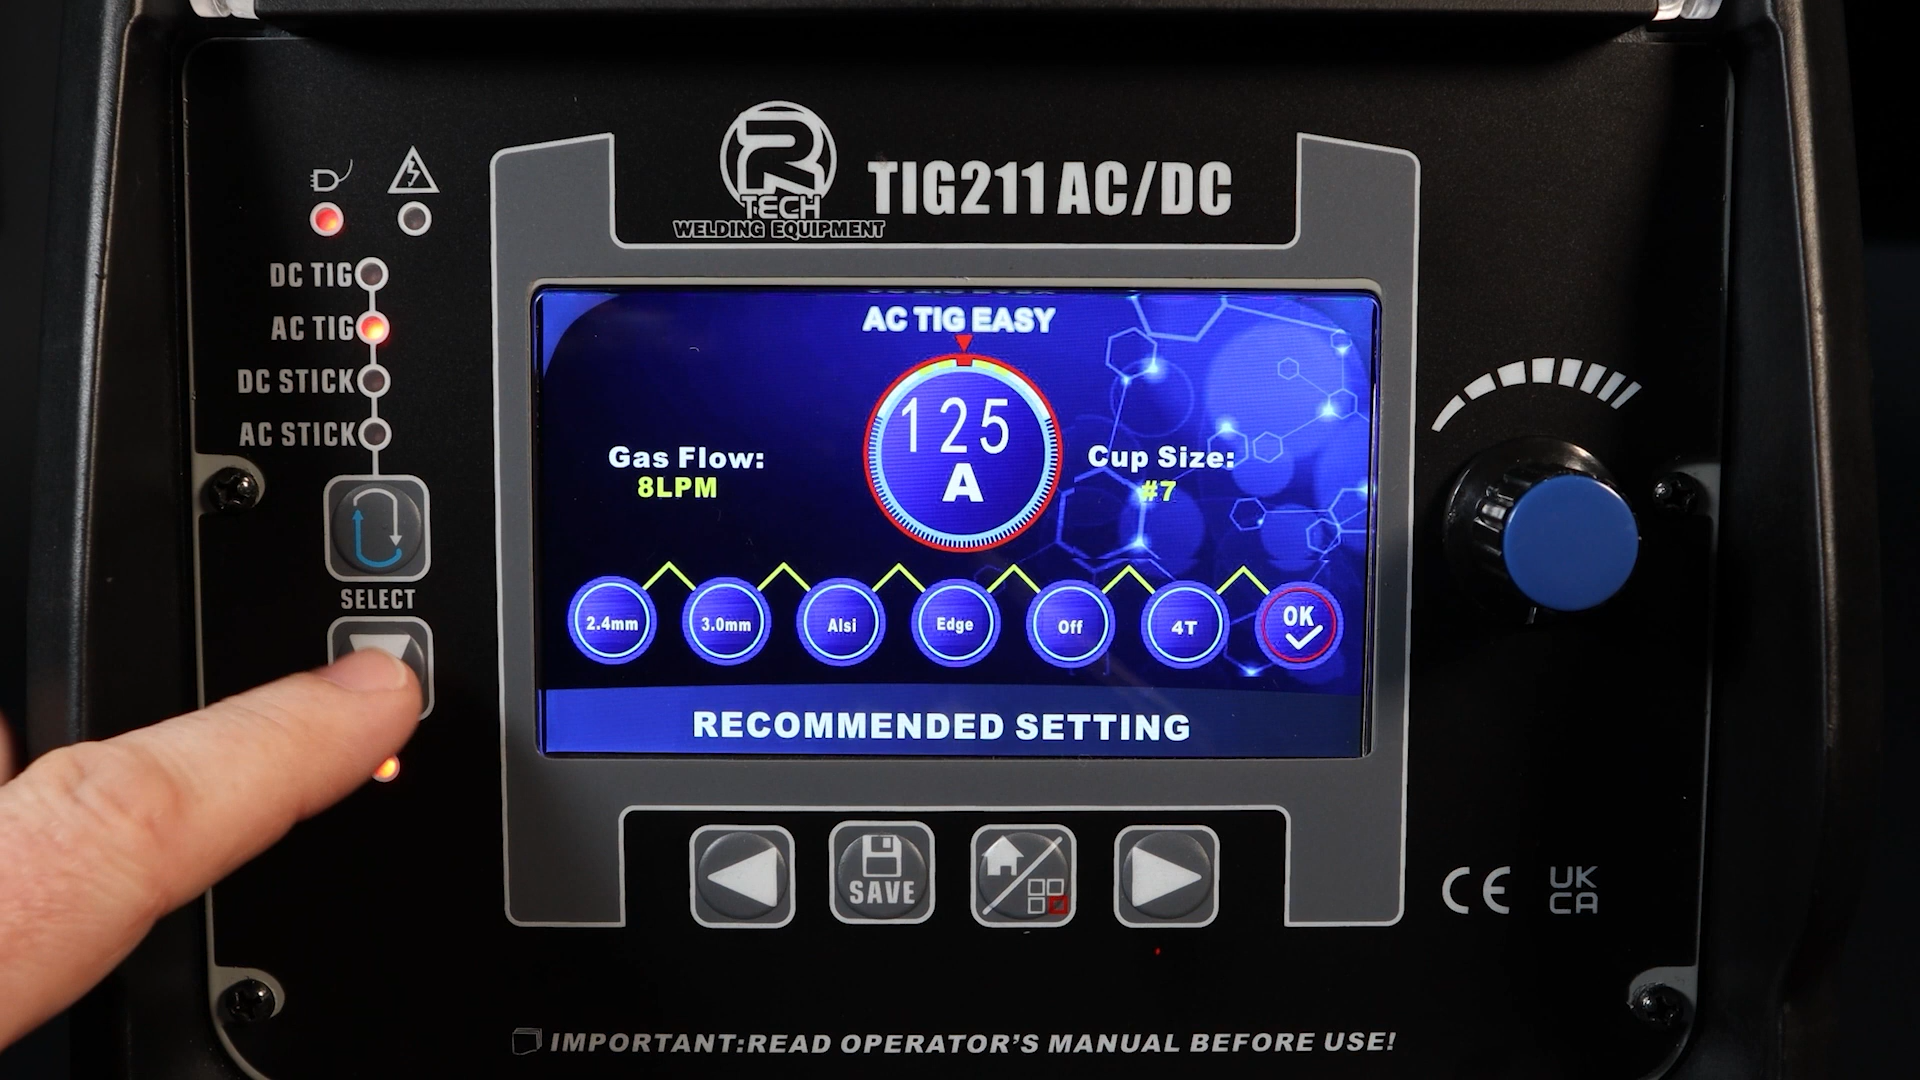 R
TECH
WELDING EQUIPMENT
TIG211 AC/DC
DC TIG
AC TIG
DC STICK
AC STICK
SELECT
AC TIG EASY
125
A
Gas Flow:
8LPM
Cup Size:
#7
2.4mm
3.0mm
Alsi
Edge
Off
4T
OK
RECOMMENDED SETTING
SAVE
CE
UK
CA
IMPORTANT:READ OPERATOR'S MANUAL BEFORE USE!